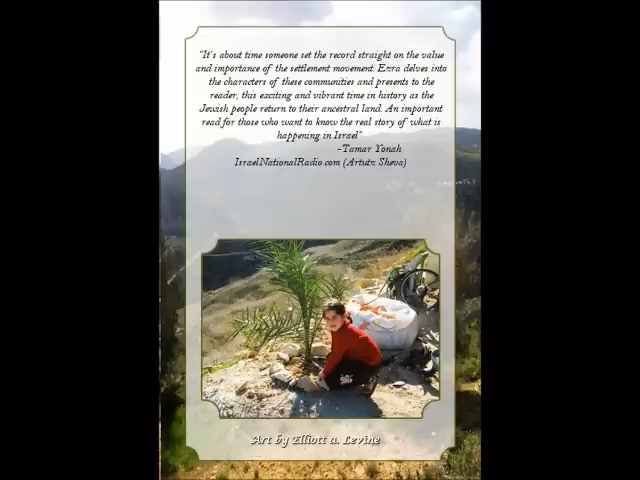 "It's about time someone set the record straight on the value
and importance of the settlement movement. Ezra delves into
the characters of these communities and presents to the
reader, this exciting and vibrant time in history as the
Jewish people return to their ancestral land. An important
read for those who want to know the real story of what is
happening in Israel"
-Tamar Yonah
IsraelNationalRadio.com (Artutz Sheva)
Art by Elliott a. Levine